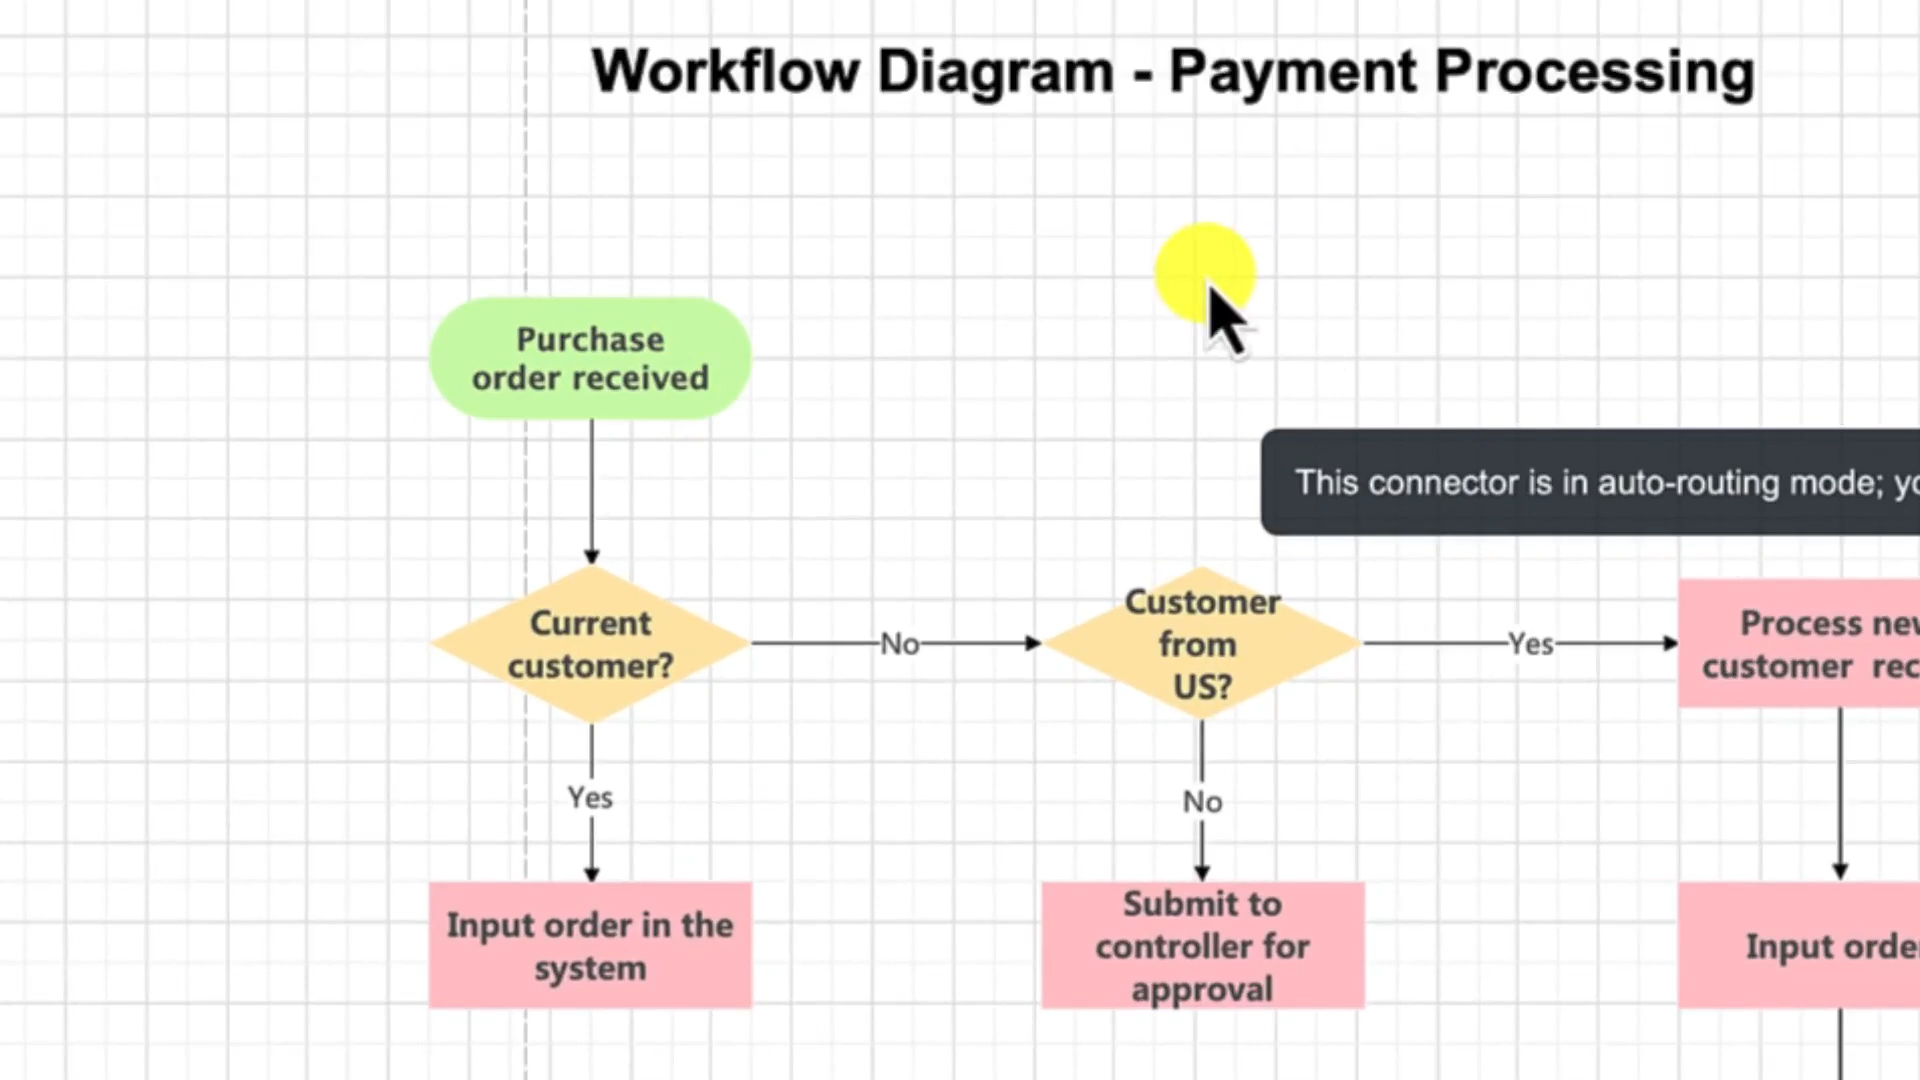 Workflow Diagram - Payment Processing
Purchase
order received
This connector is in auto-routing mode;
Current
customer?
No
Customer
from
US?
Yes
Process
customer
Yes
No
Input order in the
system
Submit to
controller for
approval
Input